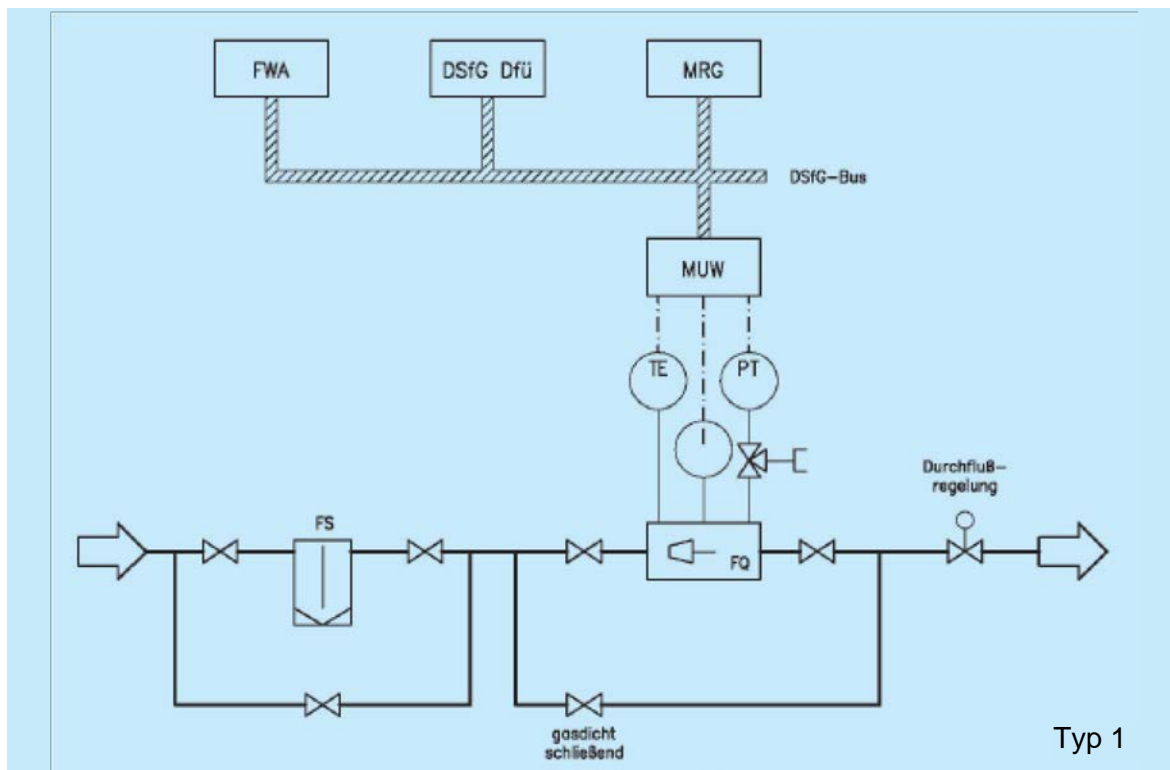 FWA
DSfG Dfü
MRG
DSfG-Bus
MUW
TE
PT
Durchfluß-
regelung
FS
FQ
gasdicht
schließend
Typ 1